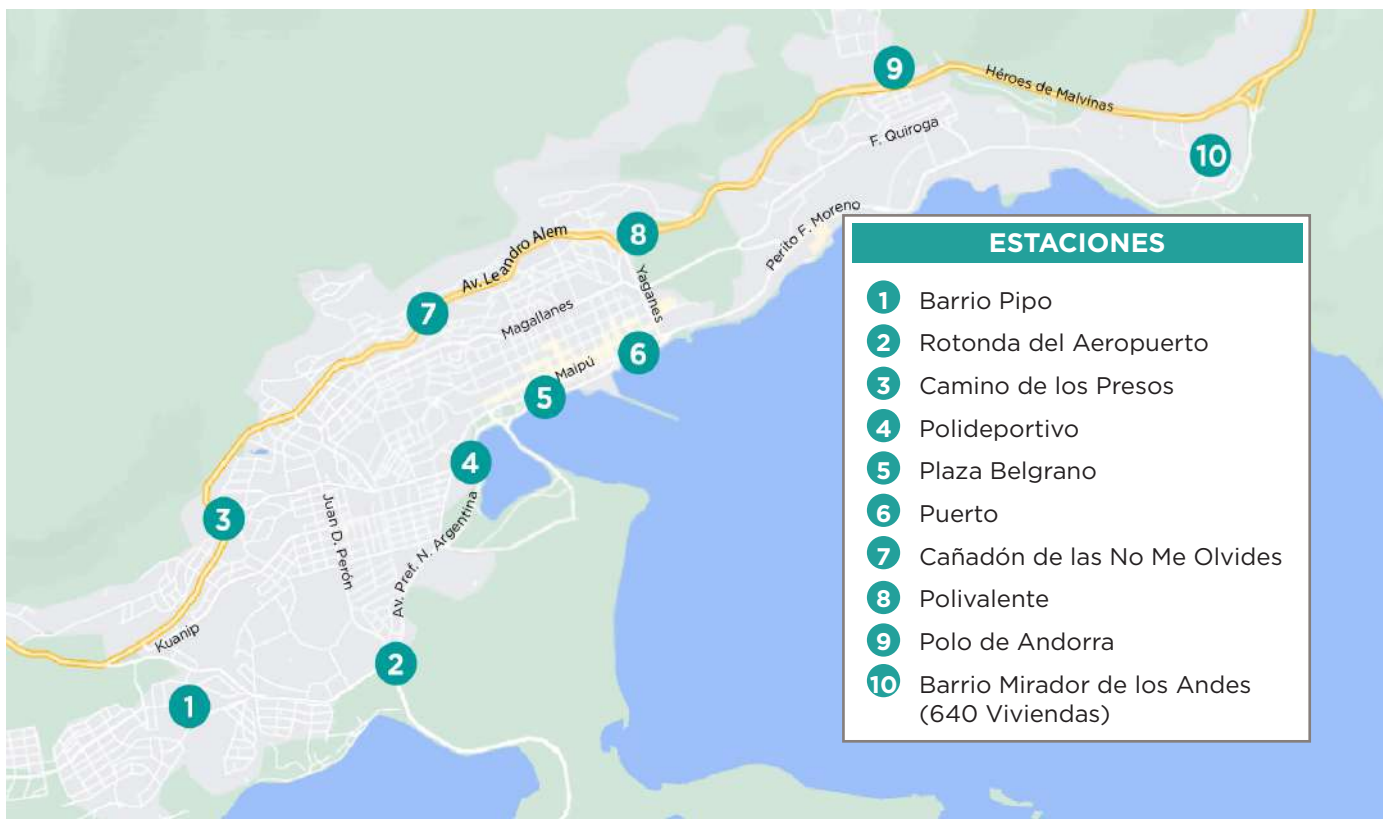 9
Héroes de Malvinas
F. Quiroga
10
8
Perito F. Moreno
Av. Leandro Alem
Yaganes
7
Magallanes
6
Maipú
5
4
3
Juan D. Perón
Av. Pref. N. Argentina
Kuanip
2
1
ESTACIONES
1 Barrio Pipo
2 Rotonda del Aeropuerto
3 Camino de los Presos
4 Polideportivo
5 Plaza Belgrano
6 Puerto
7 Cañadón de las No Me Olvides
8 Polivalente
9 Polo de Andorra
10 Barrio Mirador de los Andes
(640 Viviendas)